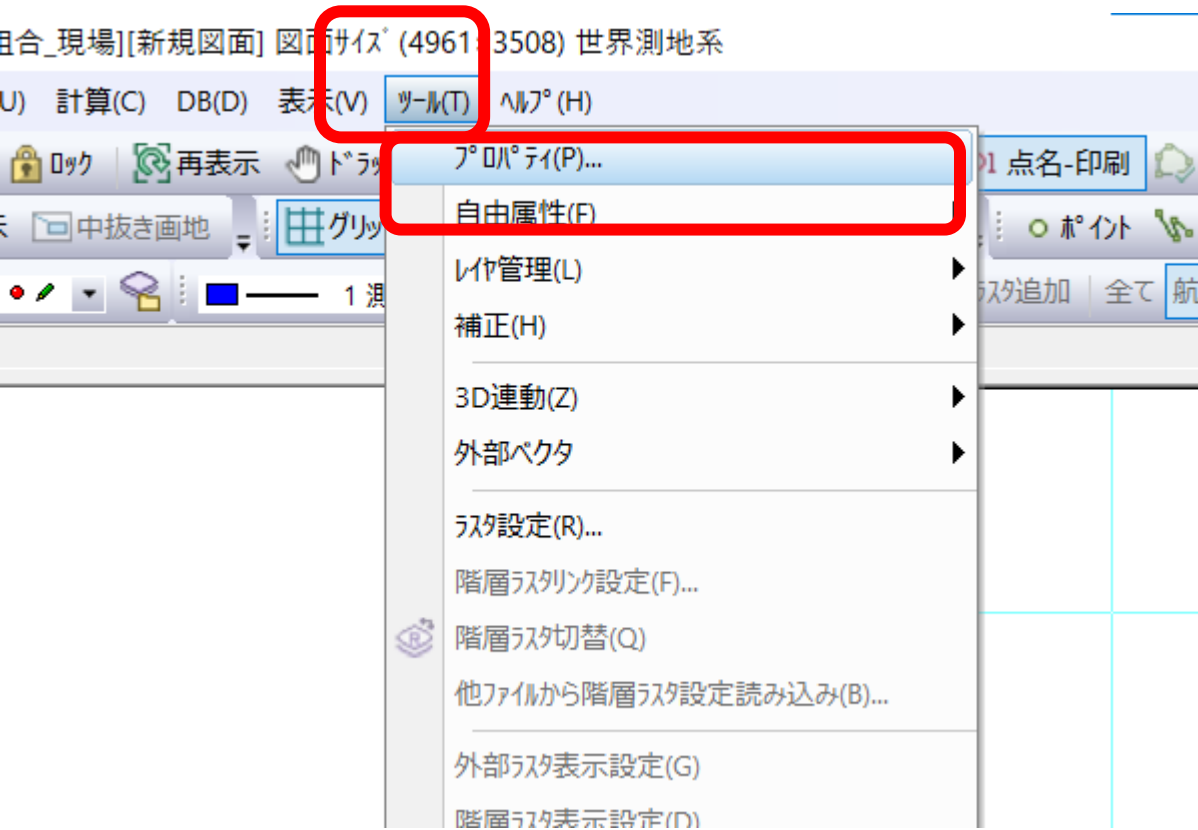 組合_現場][新規図面] 図面ｻｲｽﾞ (4961:3508) 世界測地系
U) 計算(C) DB(D) 表示(V) ﾂｰﾙ(T) ﾍﾙﾌﾟ(H)
ﾛｯｸ 再表示 ﾄﾞﾗｯ
1 点名-印刷
中抜き画地 グリッ
ﾎﾟｲﾝﾄ
1 測
ﾗｽﾀ追加 全て 航
ﾌﾟﾛﾊﾟﾃｨ(P)...
自由属性(F)
ﾚｲﾔ管理(L)
補正(H)
3D連動(Z)
外部ベクタ
ﾗｽﾀ設定(R)...
階層ﾗｽﾀﾘﾝｸ設定(F)...
階層ﾗｽﾀ切替(Q)
他ﾌｧｲﾙから階層ﾗｽﾀ設定読み込み(B)...
外部ﾗｽﾀ表示設定(G)
階層ﾗｽﾀ表示設定(D)